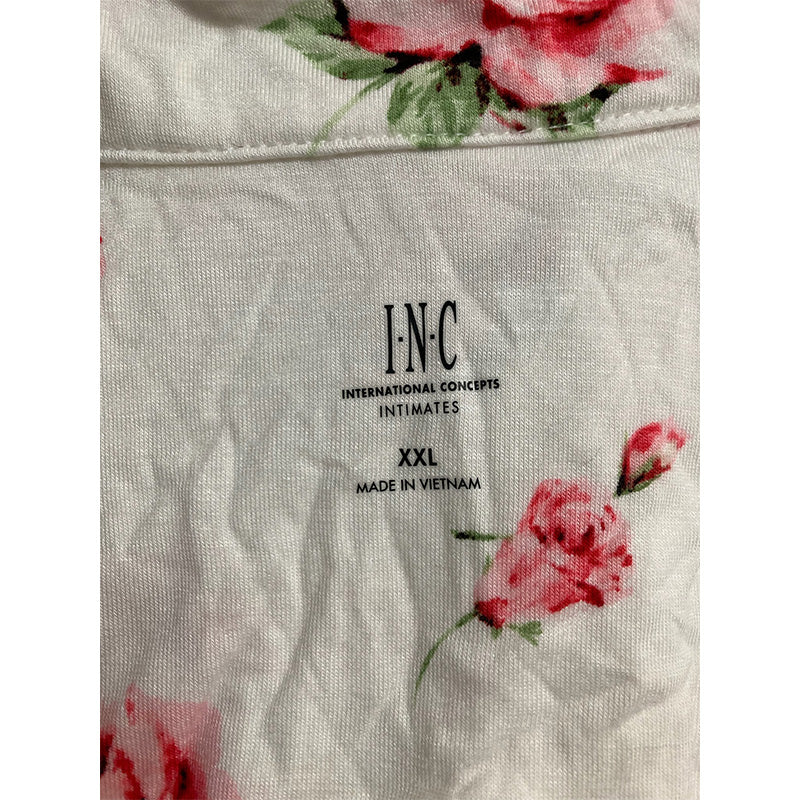 I·N·C
INTERNATIONAL CONCEPTS
INTIMATES
XXL
MADE IN VIETNAM